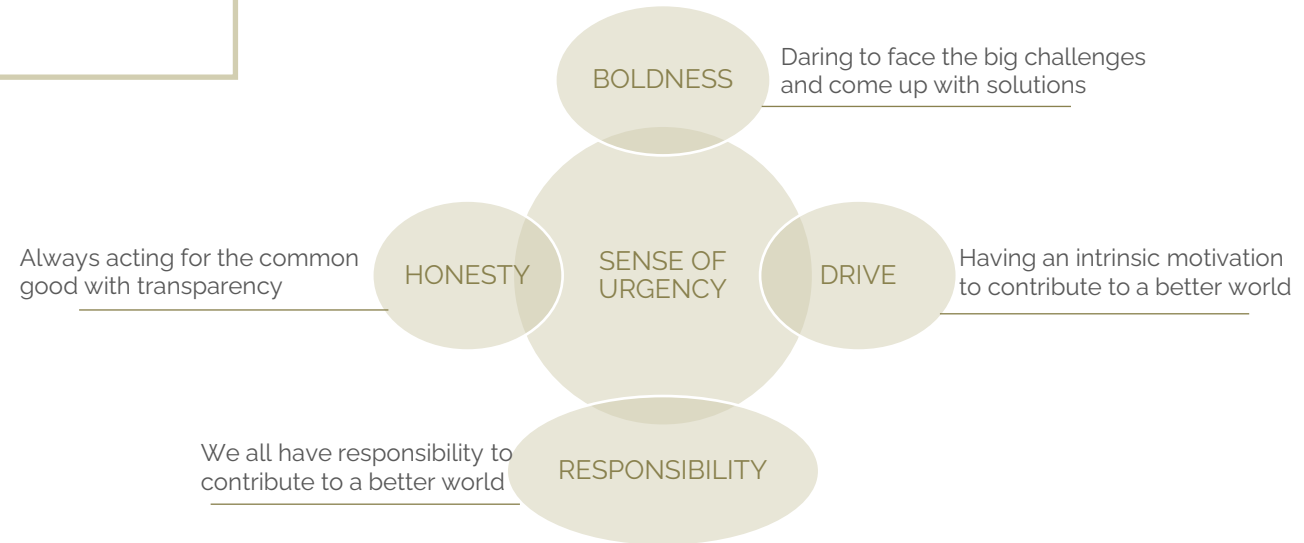 BOLDNESS
Daring to face the big challenges
and come up with solutions
Always acting for the common
good with transparency
HONESTY
SENSE OF
URGENCY
DRIVE
Having an intrinsic motivation
to contribute to a better world
We all have responsibility to
contribute to a better world
RESPONSIBILITY